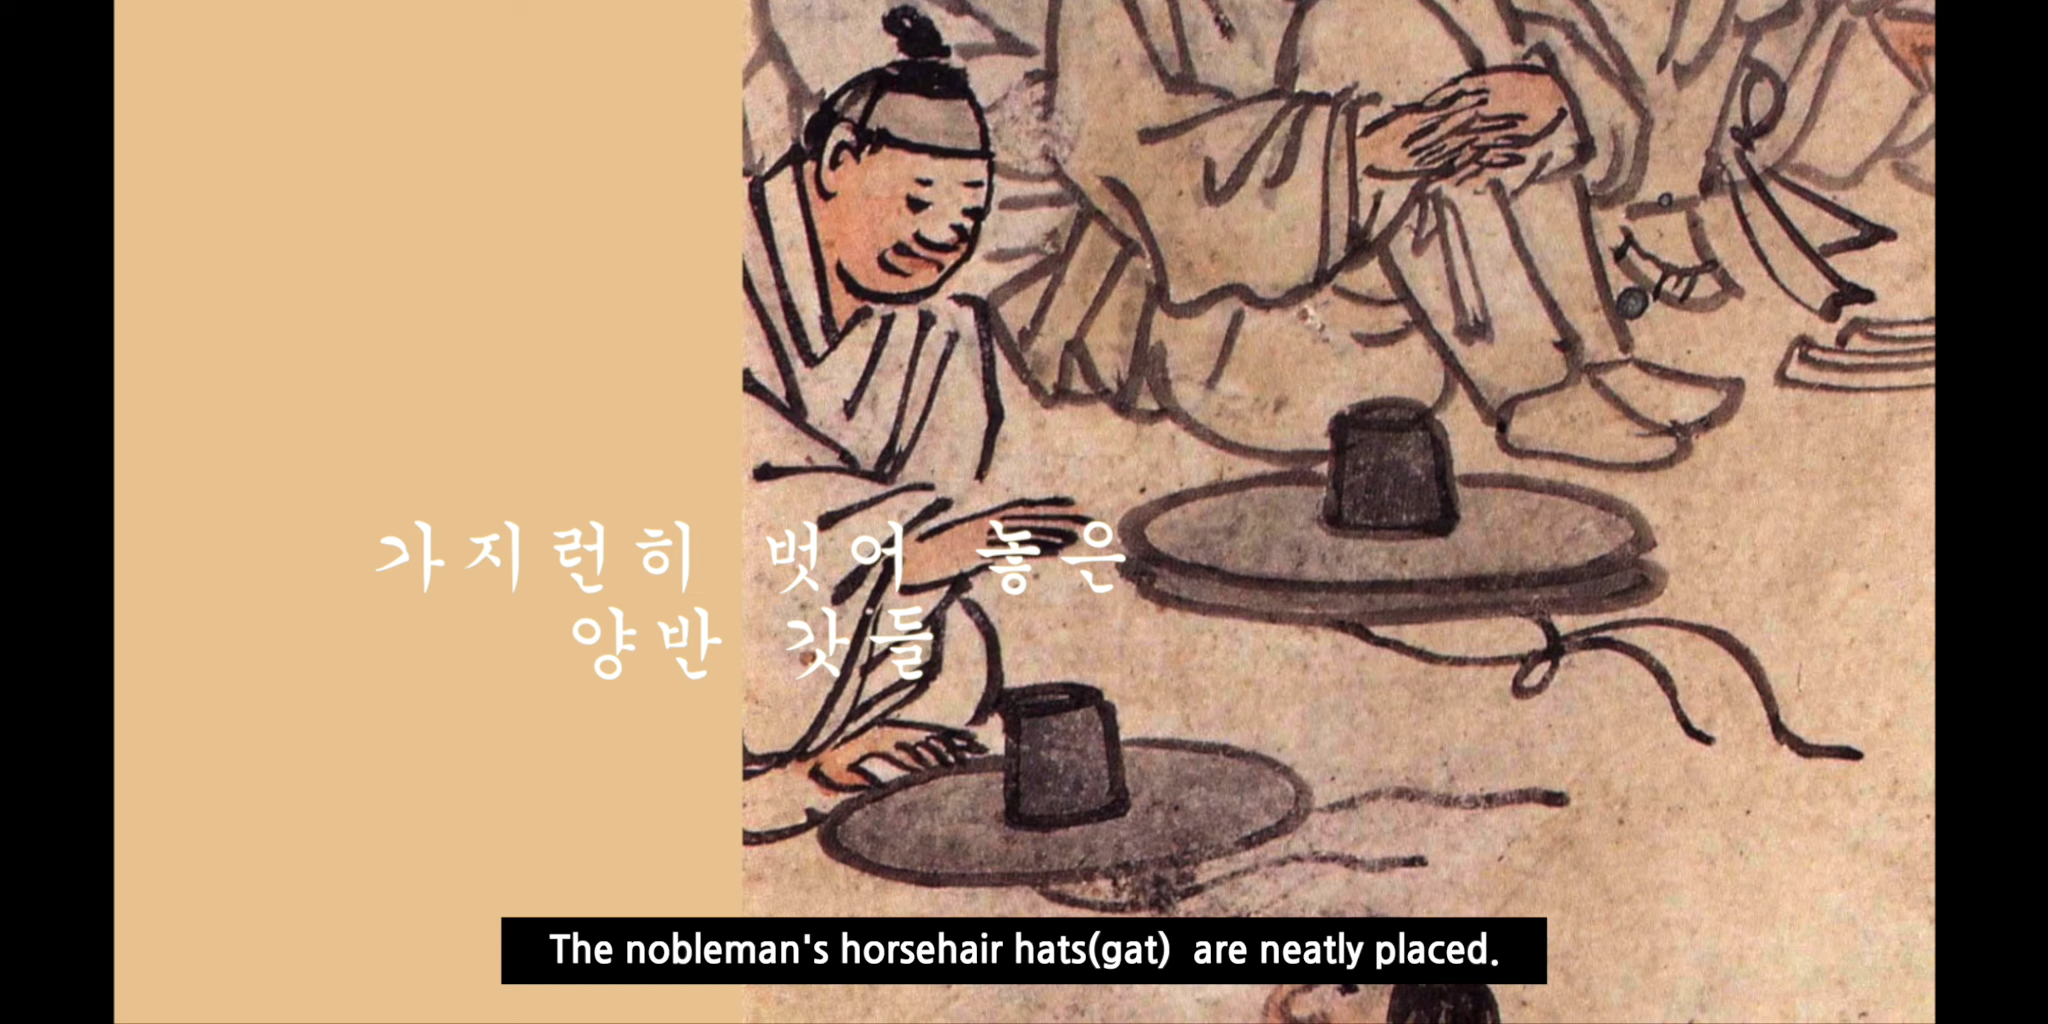 가지런히 벗어 놓은
양반 갓들
The nobleman's horsehair hats(gat)  are neatly placed.